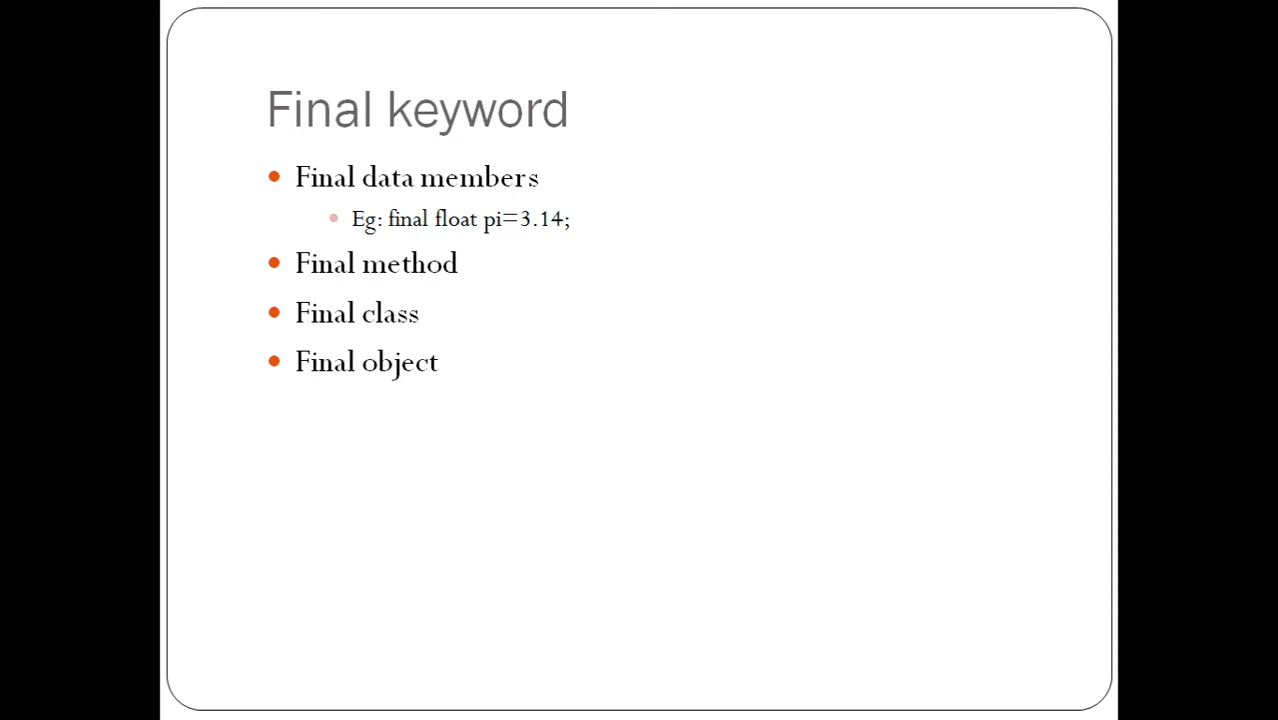 Final keyword
Final data members
Eg: final float pi=3.14;
Final method
Final class
Final object